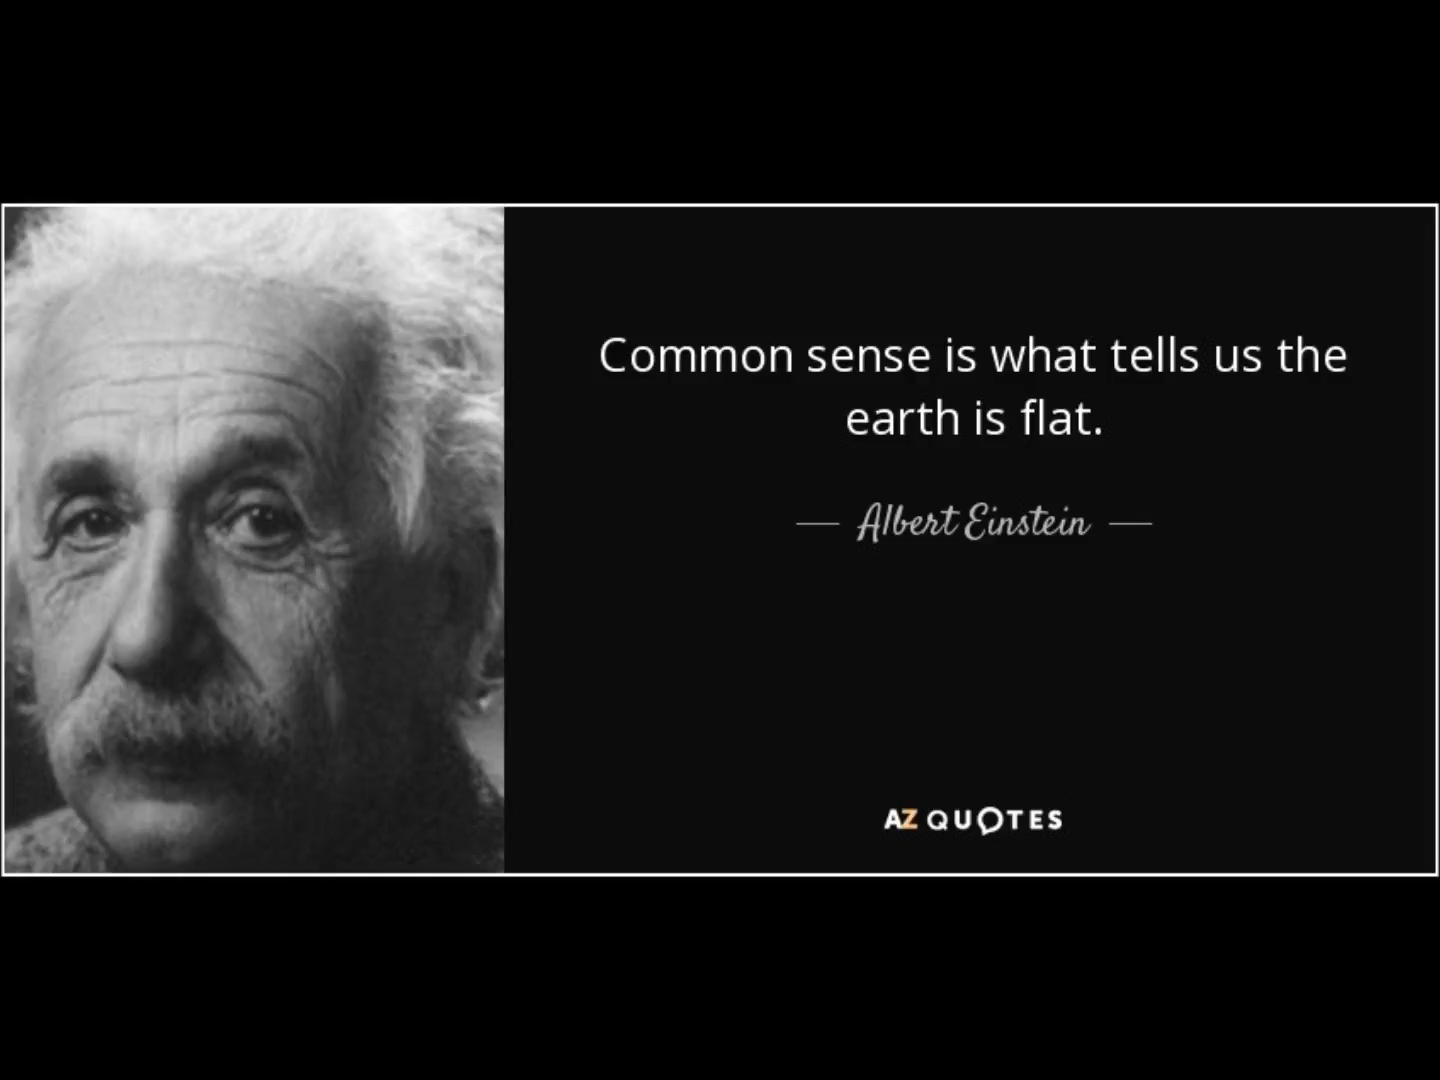 Common sense is what tells us the
earth is flat.
— Albert Einstein —
AZ QUOTES